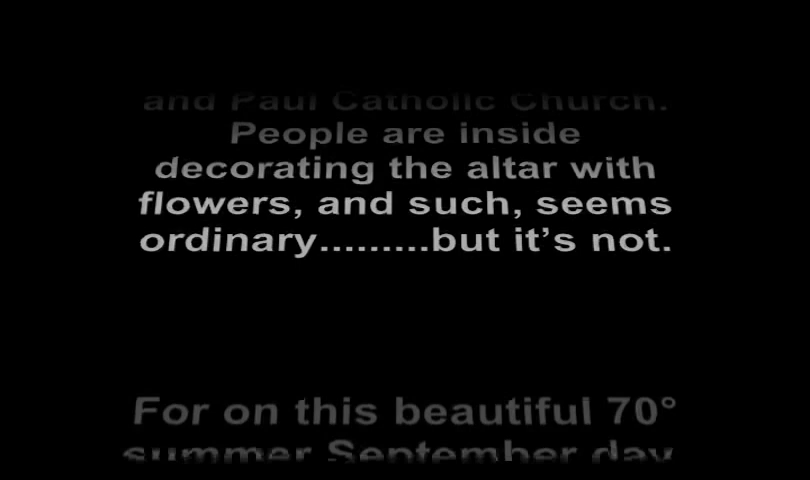 and Paul Catholic Church.
People are inside
decorating the altar with
flowers, and such, seems
ordinary.........but it’s not.
For on this beautiful 70°
summer September day